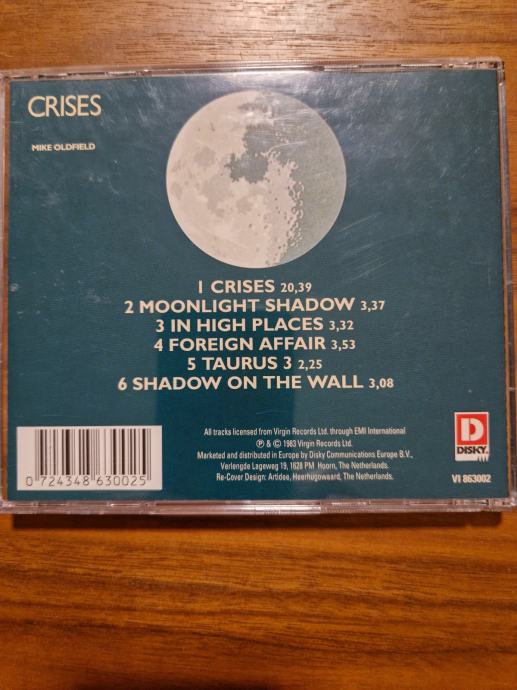 CRISES
MIKE OLDFIELD
1 CRISES 20,39
2 MOONLIGHT SHADOW 3,37
3 IN HIGH PLACES 3,32
4 FOREIGN AFFAIR 3,53
5 TAURUS 3 2,25
6 SHADOW ON THE WALL 3,08
All tracks licensed from Virgin Records Ltd. through EMI International
℗ & © 1983 Virgin Records Ltd.
Marketed and distributed in Europe by Disky Communications Europe B.V.,
Verlengde Lageweg 19, 1628 PM Hoorn, The Netherlands.
Re-Cover Design: Artidee, Heerhugowaard, The Netherlands.
D
DISKY
VI 863002
0 724348 630025